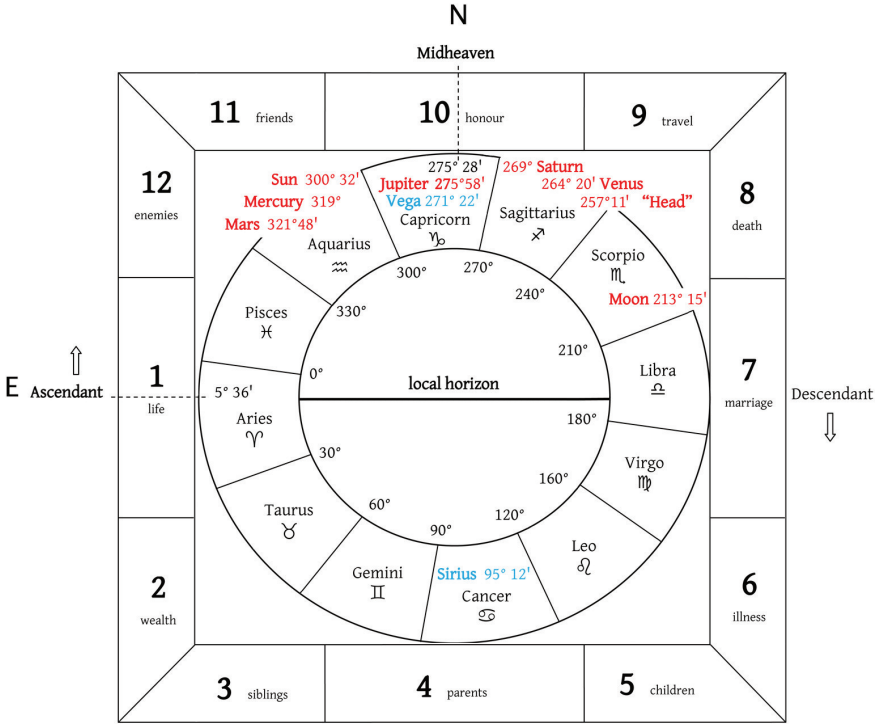 N
Midheaven
11 friends
10 honour
9 travel
12
enemies
8
death
Sun 300° 32'
Mercury 319°
Mars 321°48'
275° 28'
Jupiter 275°58'
Vega 271° 22'
Capricorn
♑
269° Saturn
264° 20' Venus
257°11' “Head”
Sagittarius
♐
Aquarius
♒
Scorpio
♏
Moon 213° 15'
300°
270°
240°
330°
210°
Pisces
♓
0°
Libra
♎
E
Ascendant
1
life
5° 36'
Aries
♈
local horizon
7
marriage
Descendant
180°
30°
Virgo
♍
160°
Taurus
♉
60°
90°
120°
Leo
♌
Gemini
♊
Sirius 95° 12'
Cancer
♋
2
wealth
6
illness
3 siblings
4 parents
5 children